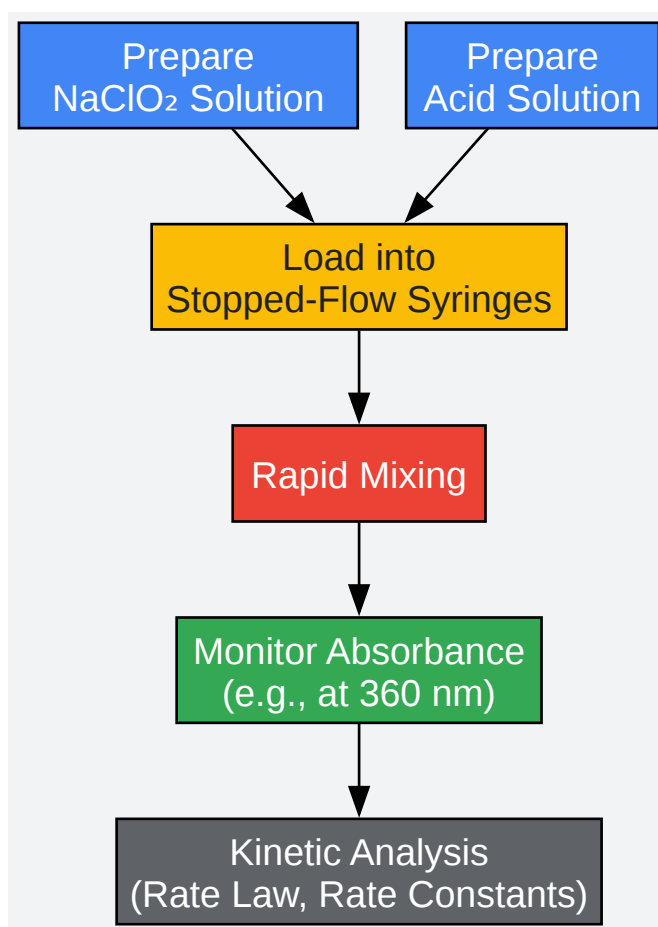 Prepare
NaClO₂ Solution
Prepare
Acid Solution
Load into
Stopped-Flow Syringes
Rapid Mixing
Monitor Absorbance
(e.g., at 360 nm)
Kinetic Analysis
(Rate Law, Rate Constants)